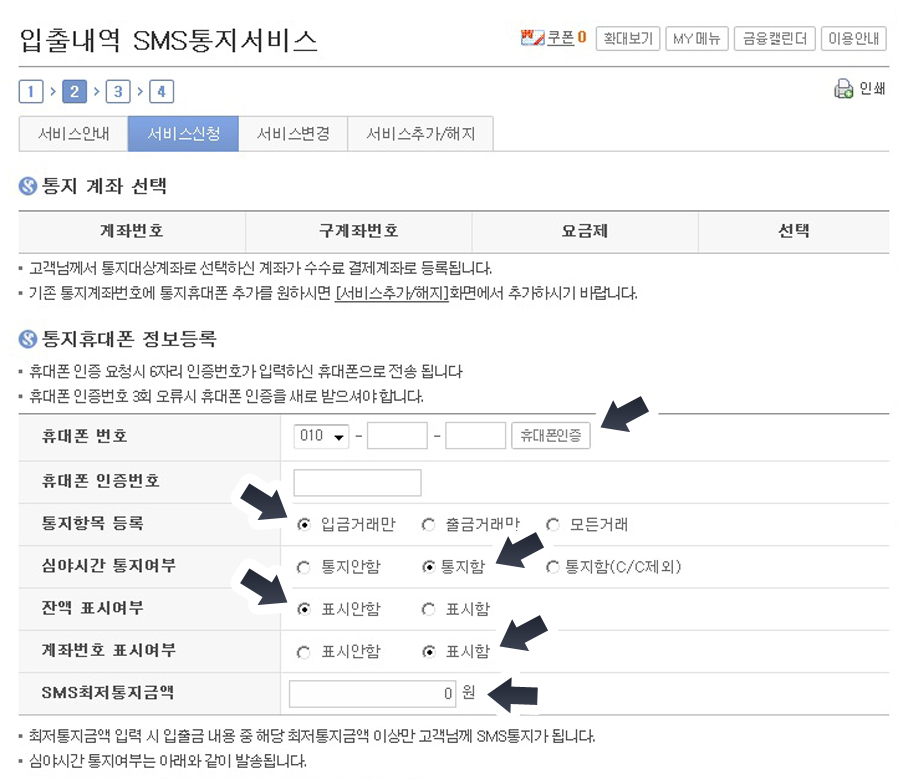 입출내역 SMS통지서비스
쿠폰 0 확대보기 MY메뉴 금융캘린더 이용안내
1 > 2 > 3 > 4
인쇄
서비스안내 서비스신청 서비스변경 서비스추가/해지
통지 계좌 선택
계좌번호 구계좌번호 요금제 선택
고객님께서 통지대상계좌로 선택하신 계좌가 수수료 결제계좌로 등록됩니다.
기존 통지계좌번호에 통지휴대폰 추가를 원하시면 [서비스추가/해지]화면에서 추가하시기 바랍니다.
통지휴대폰 정보등록
휴대폰 인증 요청시 6자리 인증번호가 입력하신 휴대폰으로 전송 됩니다
휴대폰 인증번호 3회 오류시 휴대폰 인증을 새로 받으셔야 합니다.
휴대폰 번호 010 - - 휴대폰인증
휴대폰 인증번호
통지항목 등록 입금거래만 출금거래만 모든거래
심야시간 통지여부 통지안함 통지함 통지함(C/C제외)
잔액 표시여부 표시안함 표시함
계좌번호 표시여부 표시안함 표시함
SMS최저통지금액 0 원
최저통지금액 입력 시 입출금 내용 중 해당 최저통지금액 이상만 고객님께 SMS통지가 됩니다.
심야시간 통지여부는 아래와 같이 발송됩니다.